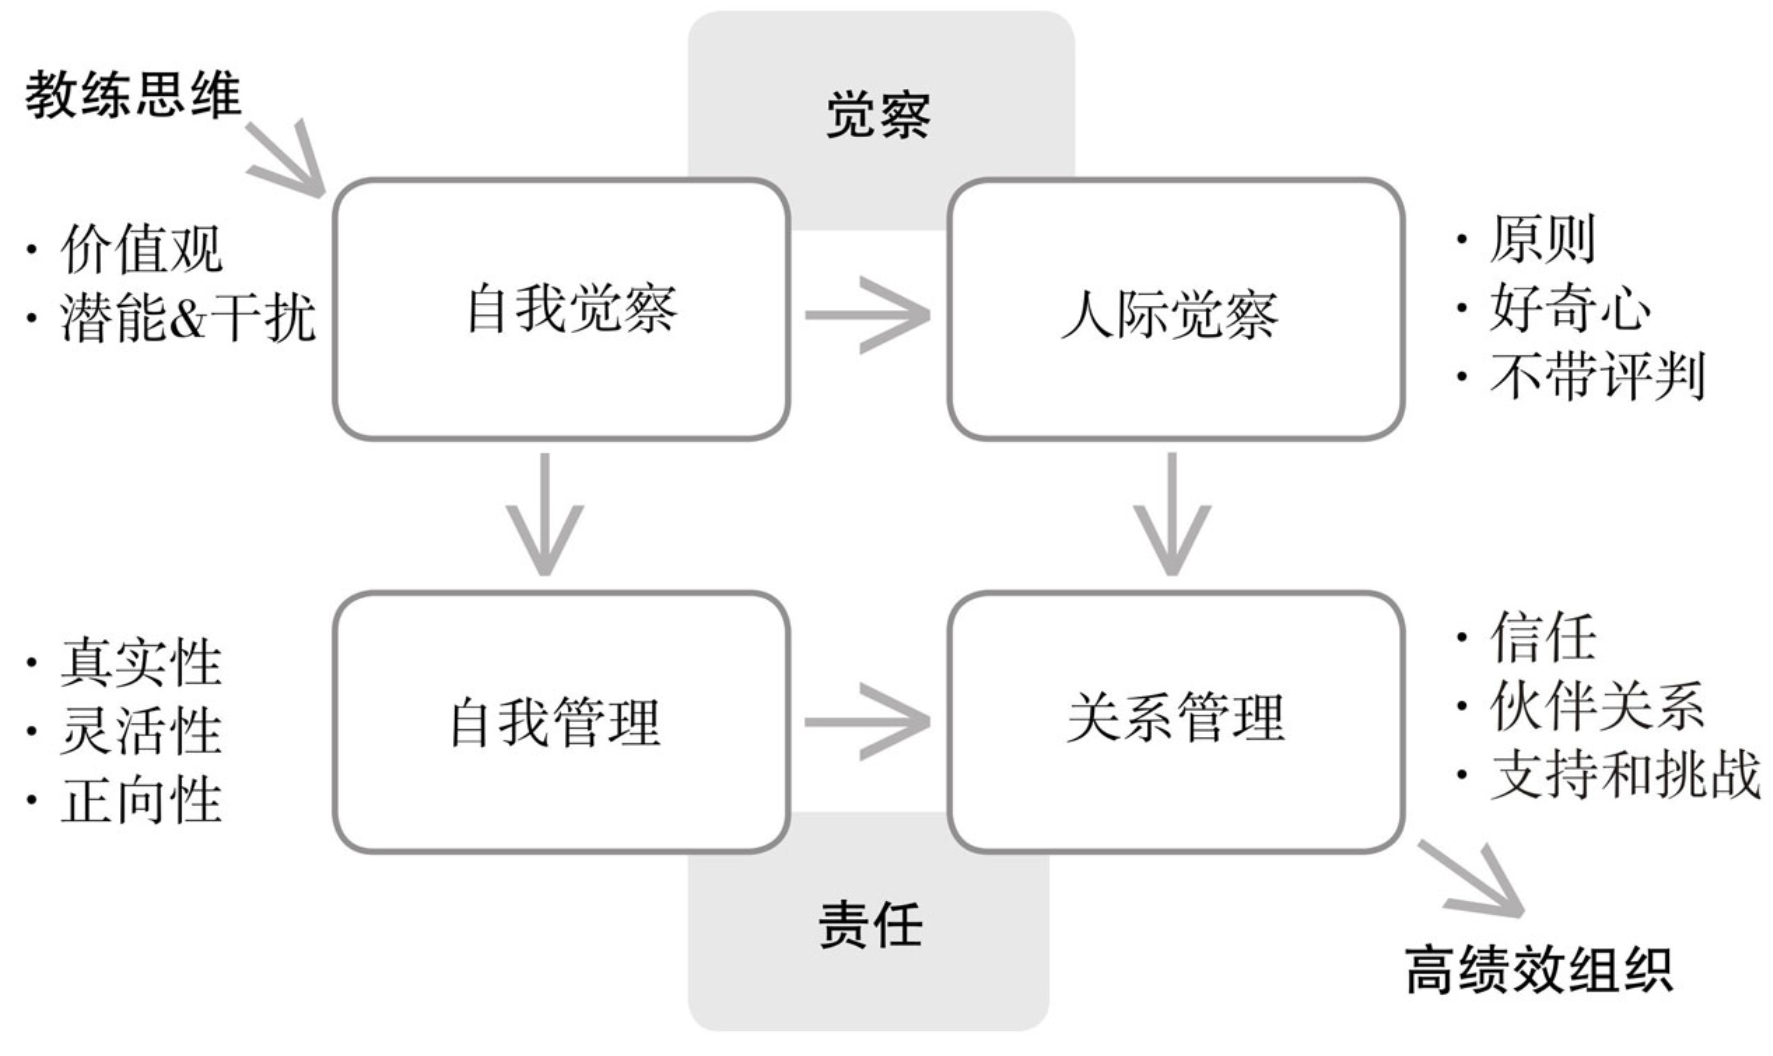 觉察
教练思维
· 价值观
· 潜能&干扰
自我觉察
人际觉察
· 原则
· 好奇心
· 不带评判
· 真实性
· 灵活性
· 正向性
自我管理
关系管理
· 信任
· 伙伴关系
· 支持和挑战
责任
高绩效组织